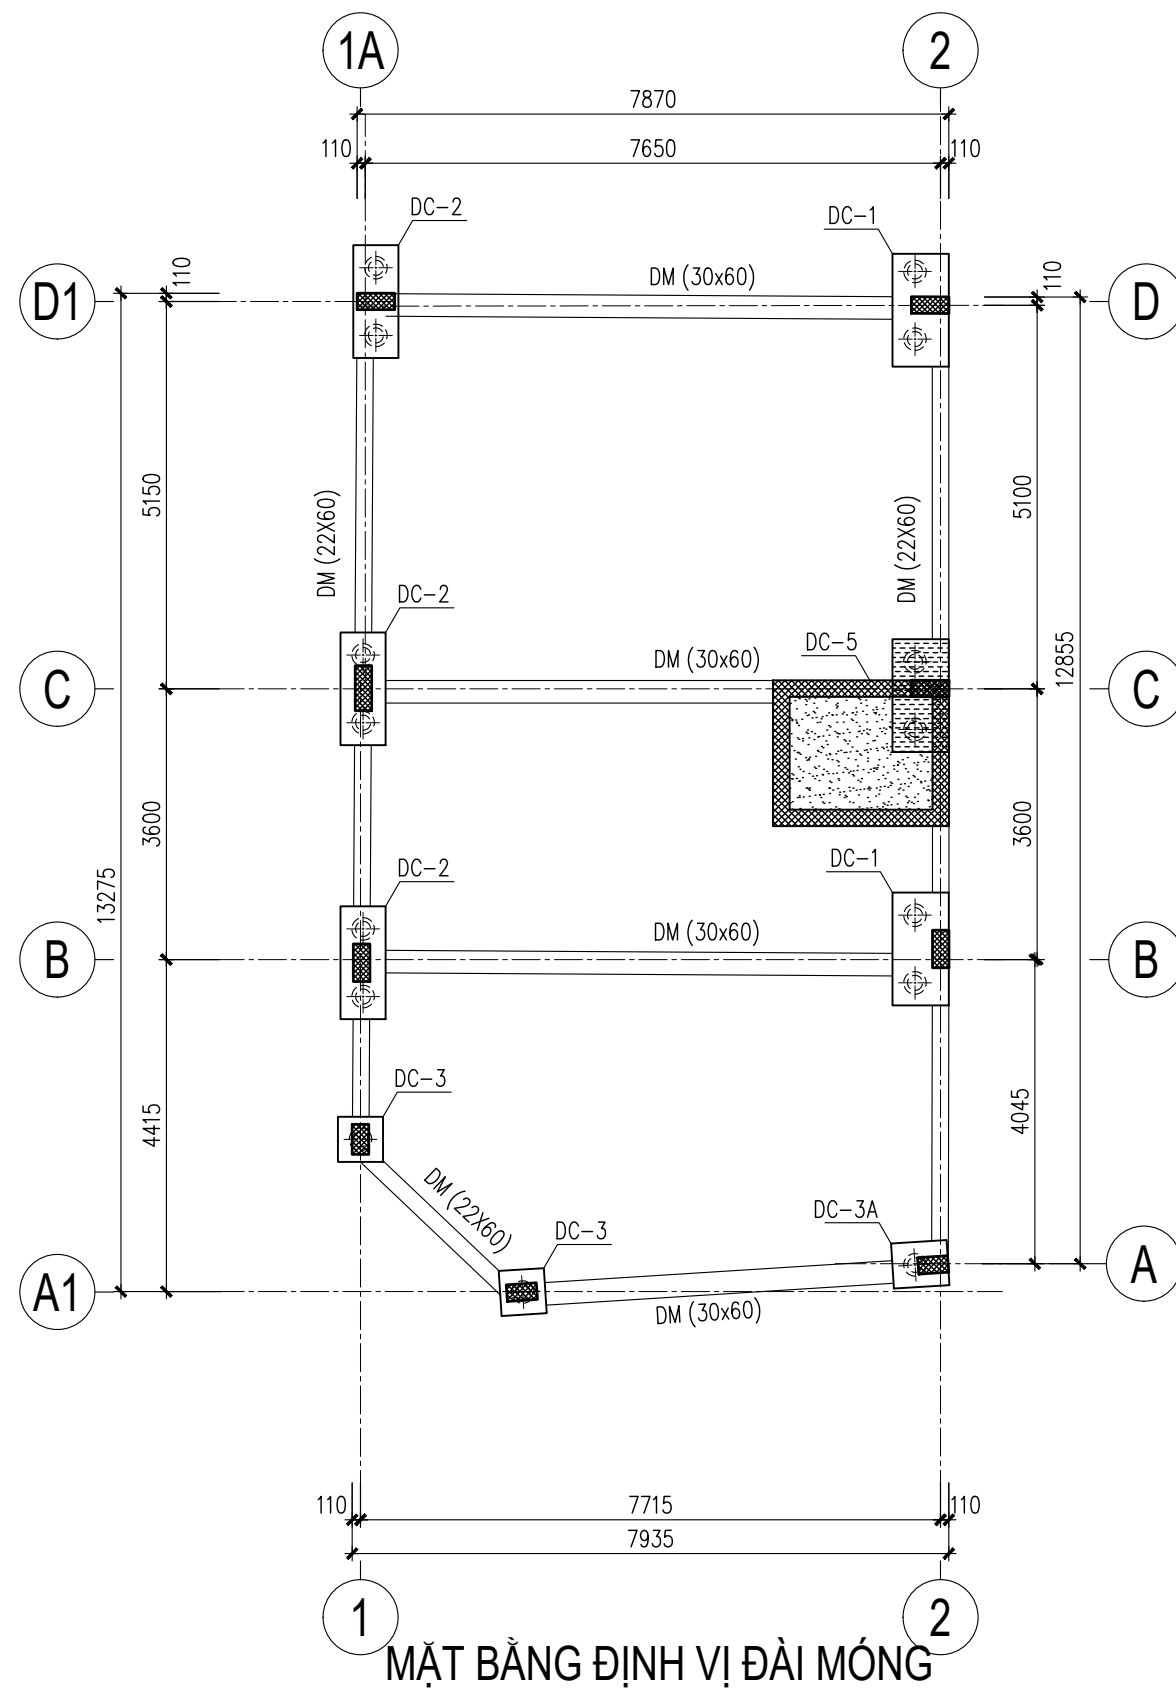 1A
2
7870
110
7650
110
DC-2
DC-1
DM (30x60)
D1
110
110
D
5150
DM (22X60)
DM (22X60)
5100
12855
DC-2
DC-5
DM (30x60)
C
C
3600
3600
13275
DC-2
DC-1
DM (30x60)
B
B
4415
DC-3
4045
DM (22X60)
DC-3
DC-3A
A1
A
DM (30x60)
110
7715
110
7935
1
2
MẶT BẰNG ĐỊNH VỊ ĐÀI MÓNG